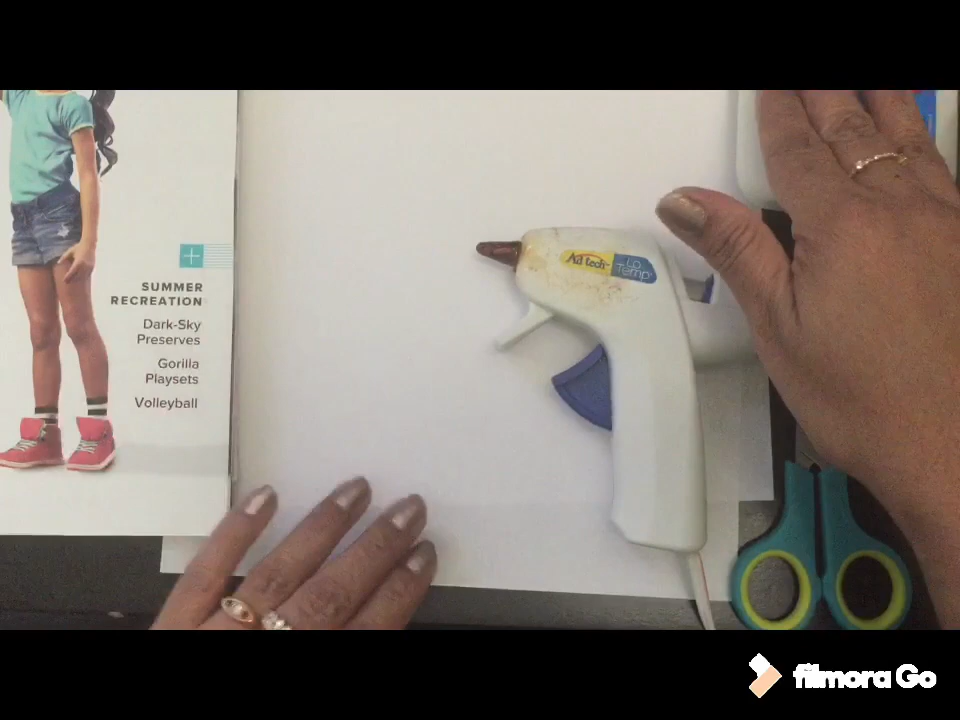 SUMMER
RECREATION
Dark-Sky
Preserves
Gorilla
Playsets
Volleyball
Ad tech
LO
Temp
filmora Go